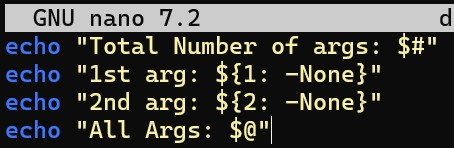 GNU nano 7.2 d
echo "Total Number of args: $#"
echo "1st arg: ${1: -None}"
echo "2nd arg: ${2: -None}"
echo "All Args: $@"